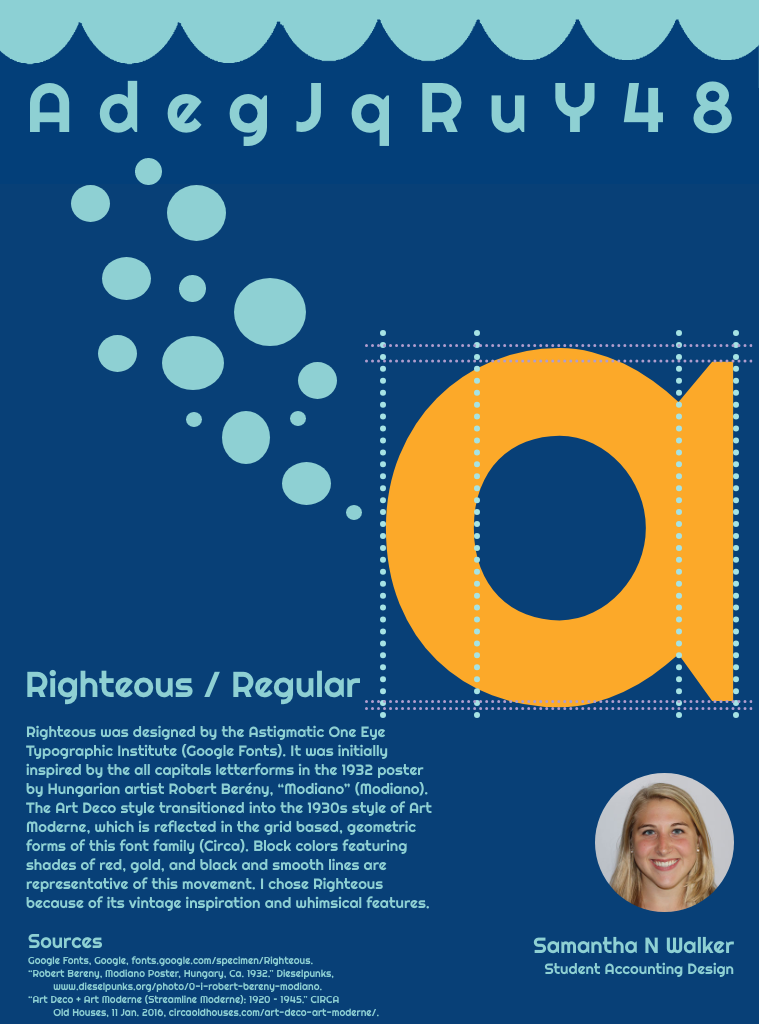 A d e g J q R u Y 4 8
a
Righteous / Regular
Righteous was designed by the Astigmatic One Eye
Typographic Institute (Google Fonts). It was initially
inspired by the all capitals letterforms in the 1932 poster
by Hungarian artist Robert Berény, “Modiano” (Modiano).
The Art Deco style transitioned into the 1930s style of Art
Moderne, which is reflected in the grid based, geometric
forms of this font family (Circa). Block colors featuring
shades of red, gold, and black and smooth lines are
representative of this movement. I chose Righteous
because of its vintage inspiration and whimsical features.
Sources
Google Fonts, Google, fonts.google.com/specimen/Righteous.
“Robert Bereny, Modiano Poster, Hungary, Ca. 1932.” Dieselpunks,
www.dieselpunks.org/photo/0-1-robert-bereny-modiano.
“Art Deco + Art Moderne (Streamline Moderne): 1920 - 1945.” CIRCA
Old Houses, 11 Jan. 2016, circaoldhouses.com/art-deco-art-moderne/.
Samantha N Walker
Student Accounting Design